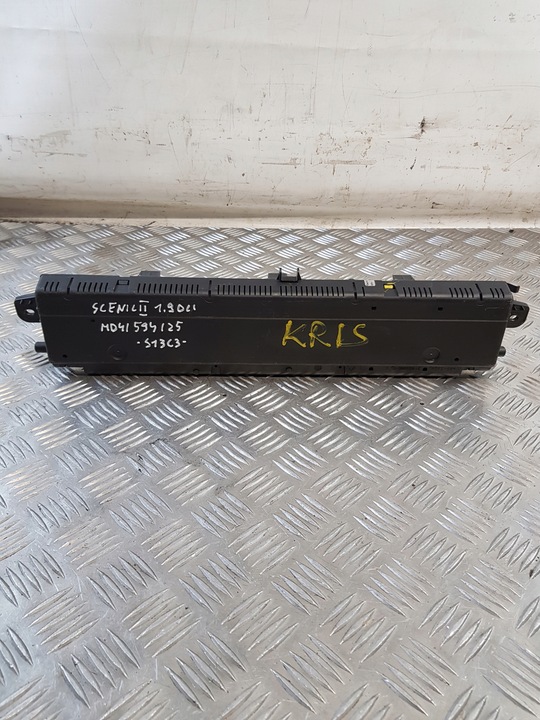 SCENIC II 1.9DCI
MD41594125
-S13C3-
KRIS